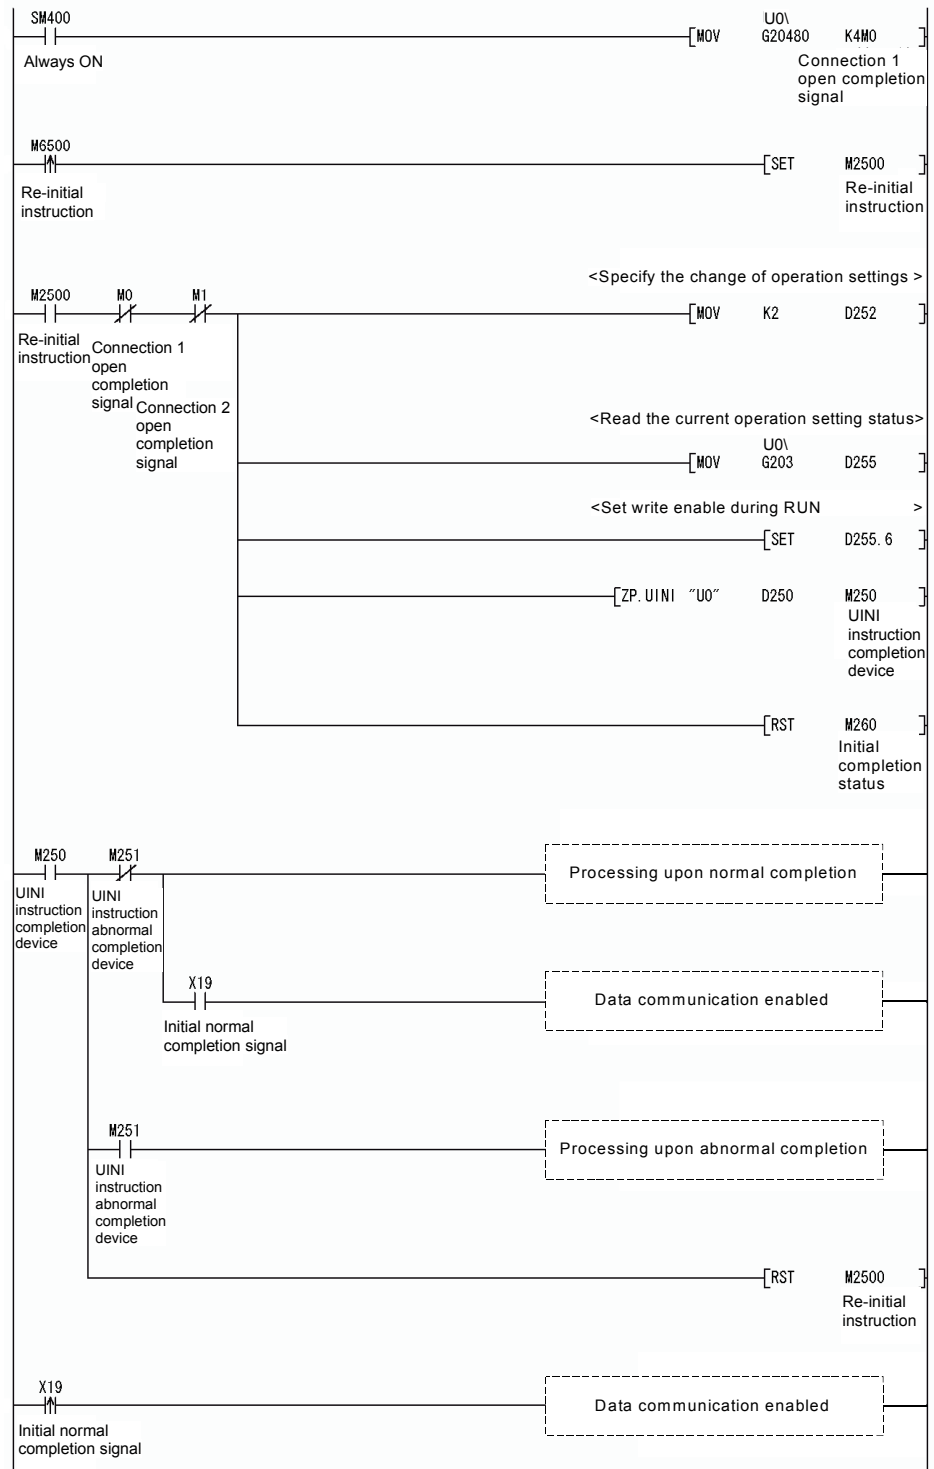 SM400
U0\
[MOV G20480 K4M0 ]
Always ON
Connection 1
open completion
signal
M6500
[SET M2500 ]
Re-initial
instruction
Re-initial
instruction
<Specify the change of operation settings >
M2500 M0 M1
[MOV K2 D252 ]
Re-initial
instruction
Connection 1
open
completion
signal
Connection 2
open
completion
signal
<Read the current operation setting status>
U0\
[MOV G203 D255 ]
<Set write enable during RUN >
[SET D255.6 ]
[ZP.UINI "U0" D250 M250 ]
UINI
instruction
completion
device
[RST M260 ]
Initial
completion
status
M250 M251
Processing upon normal completion
UINI
instruction
completion
device
UINI
instruction
abnormal
completion
device
X19
Data communication enabled
Initial normal
completion signal
M251
Processing upon abnormal completion
UINI
instruction
abnormal
completion
device
[RST M2500 ]
Re-initial
instruction
X19
Data communication enabled
Initial normal
completion signal